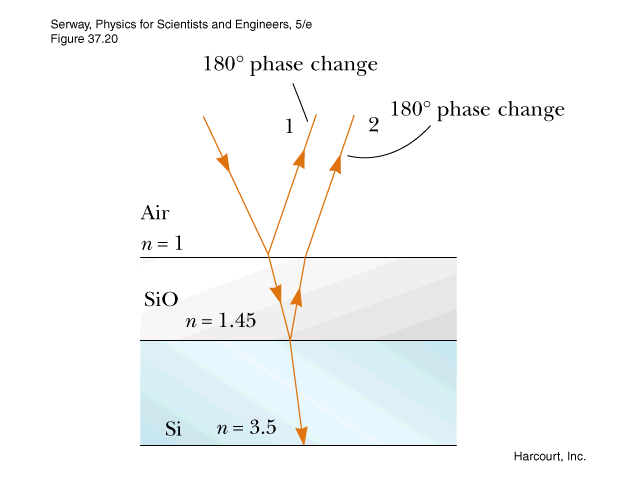 Serway, Physics for Scientists and Engineers, 5/e
Figure 37.20
180° phase change
180° phase change
1
2
Air
n = 1
SiO
n = 1.45
Si
n = 3.5
Harcourt, Inc.